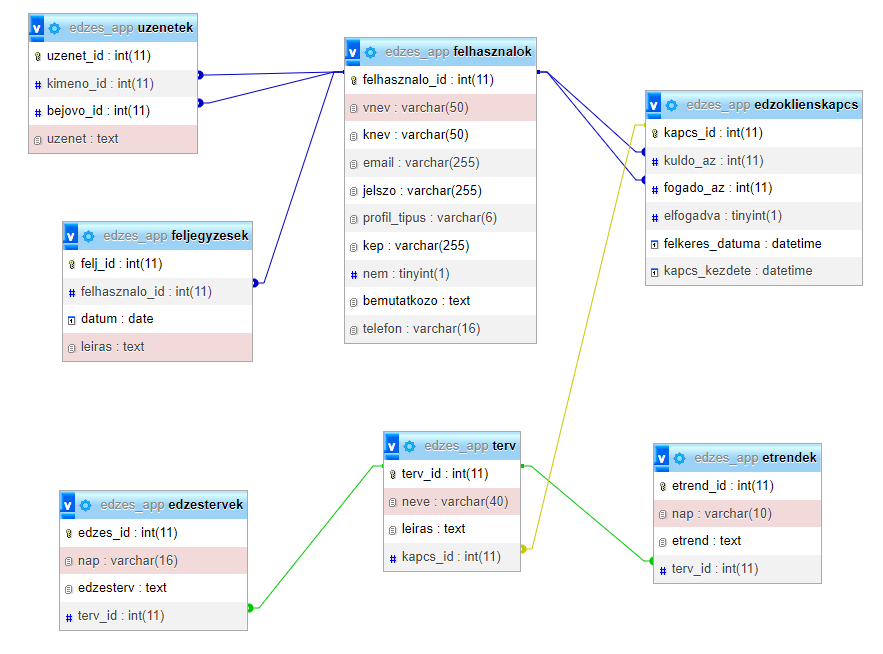 edzes_app uzenetek
uzenet_id : int(11)
kimeno_id : int(11)
bejovo_id : int(11)
uzenet : text
edzes_app felhasznalok
felhasznalo_id : int(11)
vnev : varchar(50)
knev : varchar(50)
email : varchar(255)
jelszo : varchar(255)
profil_tipus : varchar(6)
kep : varchar(255)
nem : tinyint(1)
bemutatkozo : text
telefon : varchar(16)
edzes_app edzoklienskapcs
kapcs_id : int(11)
kuldo_az : int(11)
fogado_az : int(11)
elfogadva : tinyint(1)
felkeres_datuma : datetime
kapcs_kezdete : datetime
edzes_app feljegyzesek
felj_id : int(11)
felhasznalo_id : int(11)
datum : date
leiras : text
edzes_app edzestervek
edzes_id : int(11)
nap : varchar(16)
edzesterv : text
terv_id : int(11)
edzes_app terv
terv_id : int(11)
neve : varchar(40)
leiras : text
kapcs_id : int(11)
edzes_app etrendek
etrend_id : int(11)
nap : varchar(10)
etrend : text
terv_id : int(11)